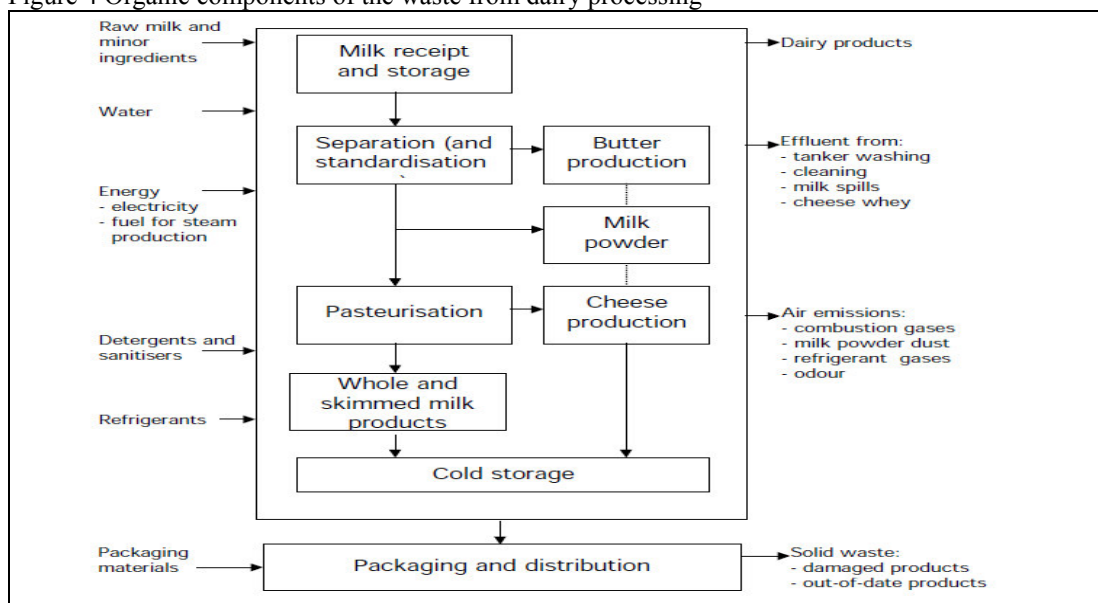 Figure 4 Organic components of the waste from dairy processing
Raw milk and
minor
ingredients
Water
Energy
- electricity
- fuel for steam
production
Detergents and
sanitisers
Refrigerants
Packaging
materials
Milk receipt
and storage
Separation (and
standardisation
`
Butter
production
Milk
powder
Pasteurisation
Cheese
production
Whole and
skimmed milk
products
Cold storage
Packaging and distribution
Dairy products
Effluent from:
- tanker washing
- cleaning
- milk spills
- cheese whey
Air emissions:
- combustion gases
- milk powder dust
- refrigerant gases
- odour
Solid waste:
- damaged products
- out-of-date products